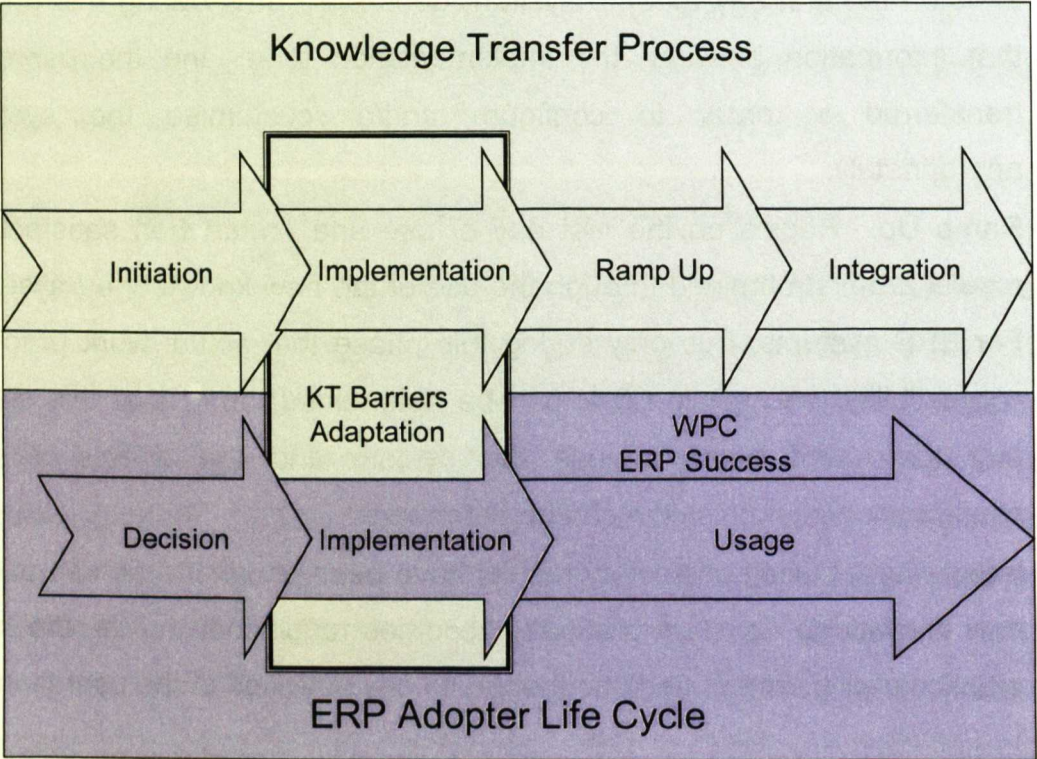 Knowledge Transfer Process
Initiation
Implementation
Ramp Up
Integration
KT Barriers
Adaptation
WPC
ERP Success
Decision
Implementation
Usage
ERP Adopter Life Cycle